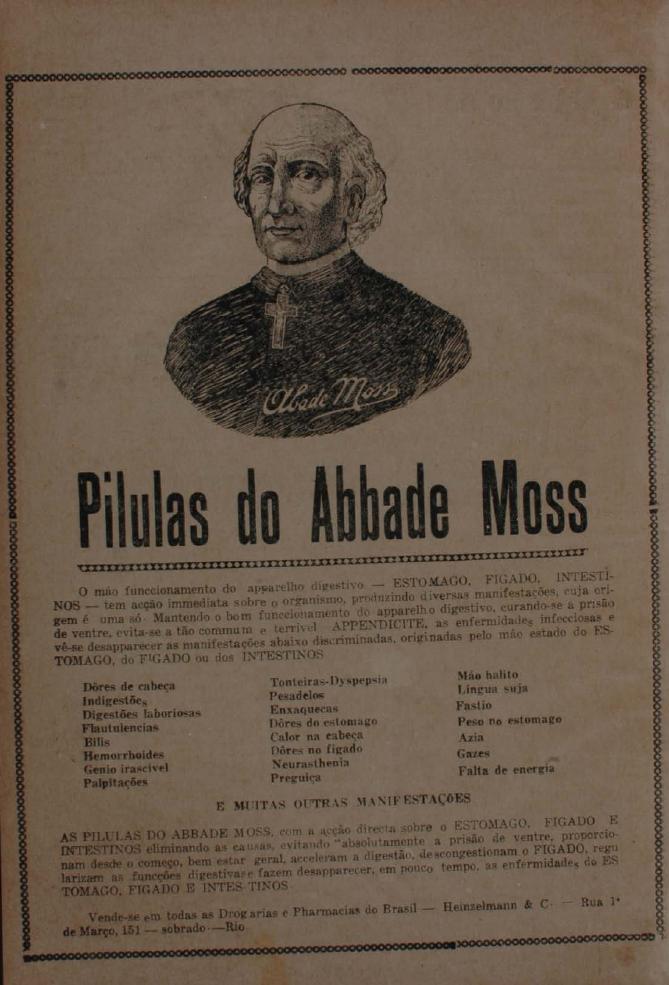 Abade Moss
Pilulas do Abbade Moss
O máo funccionamento do apparelho digestivo — ESTOMAGO, FIGADO, INTESTI-
NOS — tem acção immediata sobre o organismo, produzindo diversas manifestações, cuja ori-
gem é uma só. Mantendo o bom funccionamento do apparelho digestivo, curando-se a prisão
de ventre, evita-se a tão commum e terrivel APPENDICITE, as enfermidades infecciosas e
vê-se desapparecer as manifestações abaixo discriminadas, originadas pelo máo estado do ES-
TOMAGO, do FIGADO ou dos INTESTINOS
Dôres de cabeça
Indigestões
Digestões laboriosas
Flautulencias
Bilis
Hemorrhoides
Genio irascivel
Palpitações
Tonteiras-Dyspepsia
Pesadelos
Enxaquecas
Dôres do estomago
Calor na cabeça
Dôres no figado
Neurasthenia
Preguiça
Máo halito
Língua suja
Fastio
Peso no estomago
Azia
Gazes
Falta de energia
E MUITAS OUTRAS MANIFESTAÇÕES
AS PILULAS DO ABBADE MOSS, com a acção directa sobre o ESTOMAGO, FIGADO E
INTESTINOS eliminando as causas, evitando "absolutamente a prisão de ventre, proporcio-
nam desde o começo, bem estar geral, acceleram a digestão, descongestionam o FIGADO, regu
larizam as funcções digestivas e fazem desapparecer, em pouco tempo, as enfermidades do ES
TOMAGO, FIGADO E INTES-TINOS
Vende-se em todas as Drogarias e Pharmacias do Brasil — Heinzelmann & C. — Rua 1º
de Março, 151 — sobrado — Rio